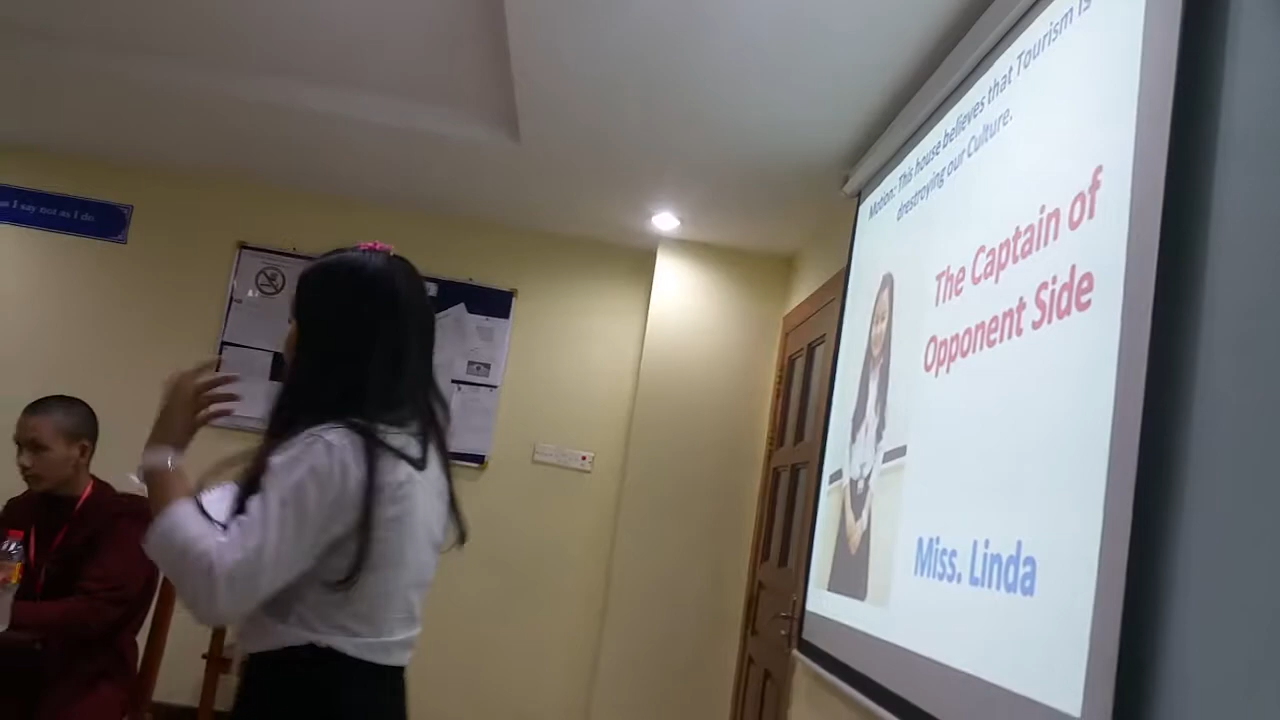 I say not as I do
Motion: This house believes that Tourism is
drestroying our Culture.
The Captain of
Opponent Side
Miss. Linda